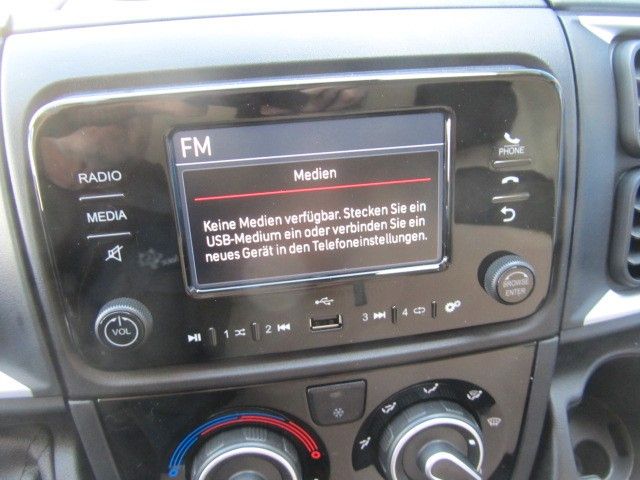 FM
Medien
Keine Medien verfügbar. Stecken Sie ein
USB-Medium ein oder verbinden Sie ein
neues Gerät in den Telefoneinstellungen.
RADIO
MEDIA
PHONE
VOL
BROWSE
ENTER
1 2 3 4